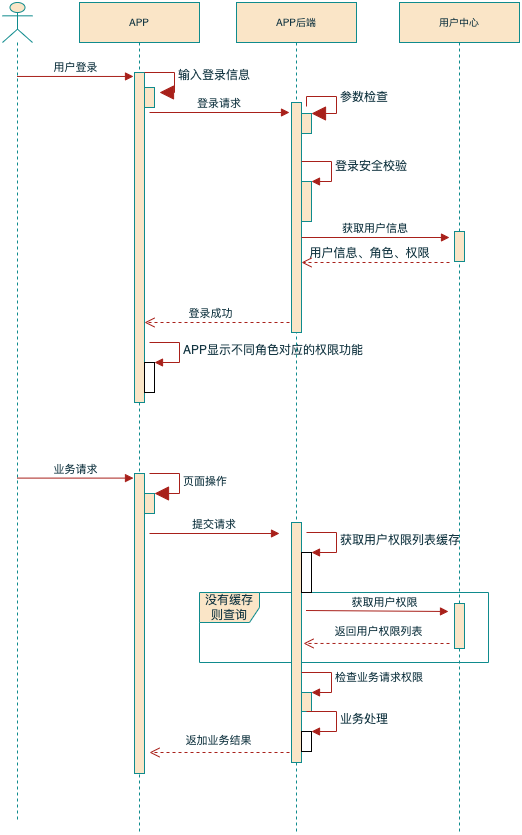 APP
APP后端
用户中心
用户登录
输入登录信息
登录请求
参数检查
登录安全校验
获取用户信息
用户信息、角色、权限
登录成功
APP显示不同角色对应的权限功能
业务请求
页面操作
提交请求
获取用户权限列表缓存
没有缓存
则查询
获取用户权限
返回用户权限列表
检查业务请求权限
业务处理
返加业务结果